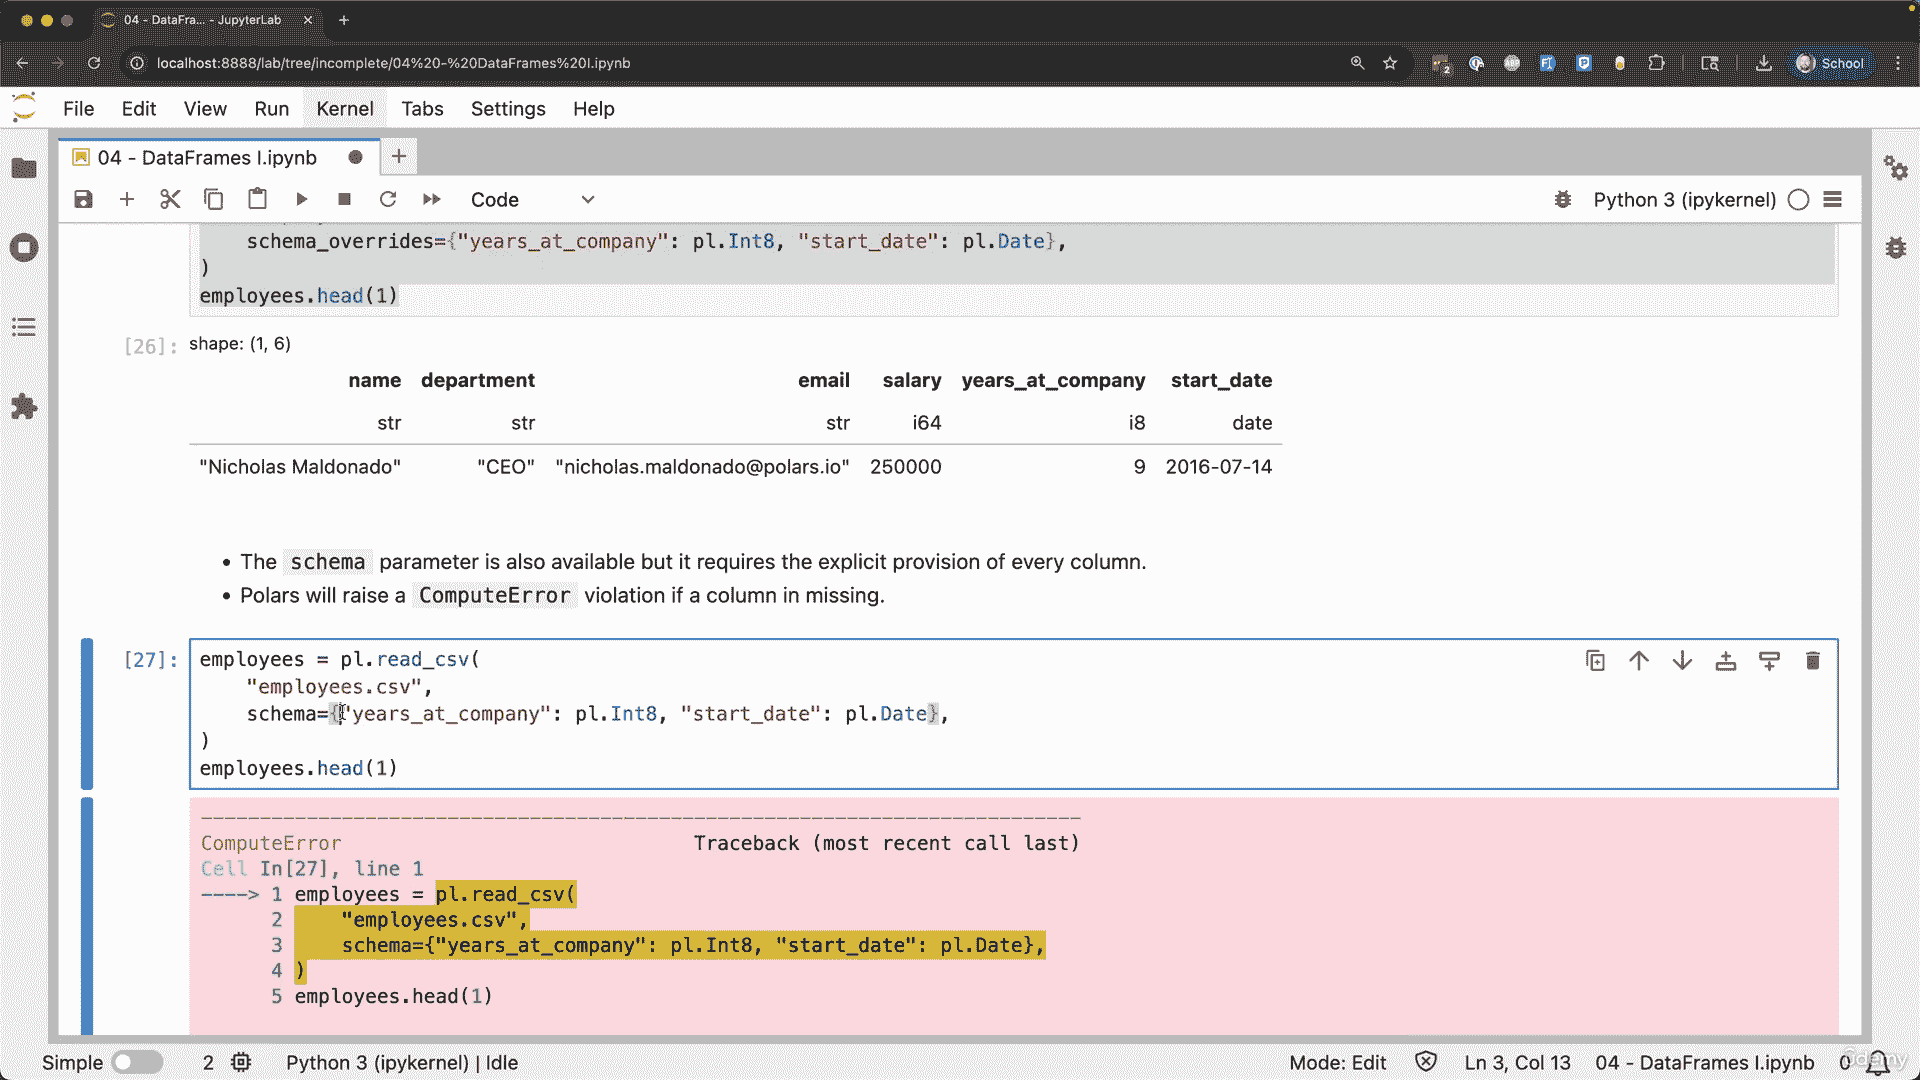 04 - DataFra... - JupyterLab
localhost:8888/lab/tree/incomplete/04%20-%20DataFrames%20I.ipynb
2
School
File Edit View Run Kernel Tabs Settings Help
04 - DataFrames I.ipynb
Code
Python 3 (ipykernel)
schema_overrides={"years_at_company": pl.Int8, "start_date": pl.Date},
)
employees.head(1)
[26]: shape: (1, 6)
name department email salary years_at_company start_date
str str str i64 i8 date
"Nicholas Maldonado" "CEO" "nicholas.maldonado@polars.io" 250000 9 2016-07-14
• The schema parameter is also available but it requires the explicit provision of every column.
• Polars will raise a ComputeError violation if a column in missing.
[27]: employees = pl.read_csv(
"employees.csv",
schema={"years_at_company": pl.Int8, "start_date": pl.Date},
)
employees.head(1)
---------------------------------------------------------------------------
ComputeError Traceback (most recent call last)
Cell In[27], line 1
----> 1 employees = pl.read_csv(
2 "employees.csv",
3 schema={"years_at_company": pl.Int8, "start_date": pl.Date},
4 )
5 employees.head(1)
Simple 2 Python 3 (ipykernel) | Idle Mode: Edit Ln 3, Col 13 04 - DataFrames I.ipynb 0
Udemy